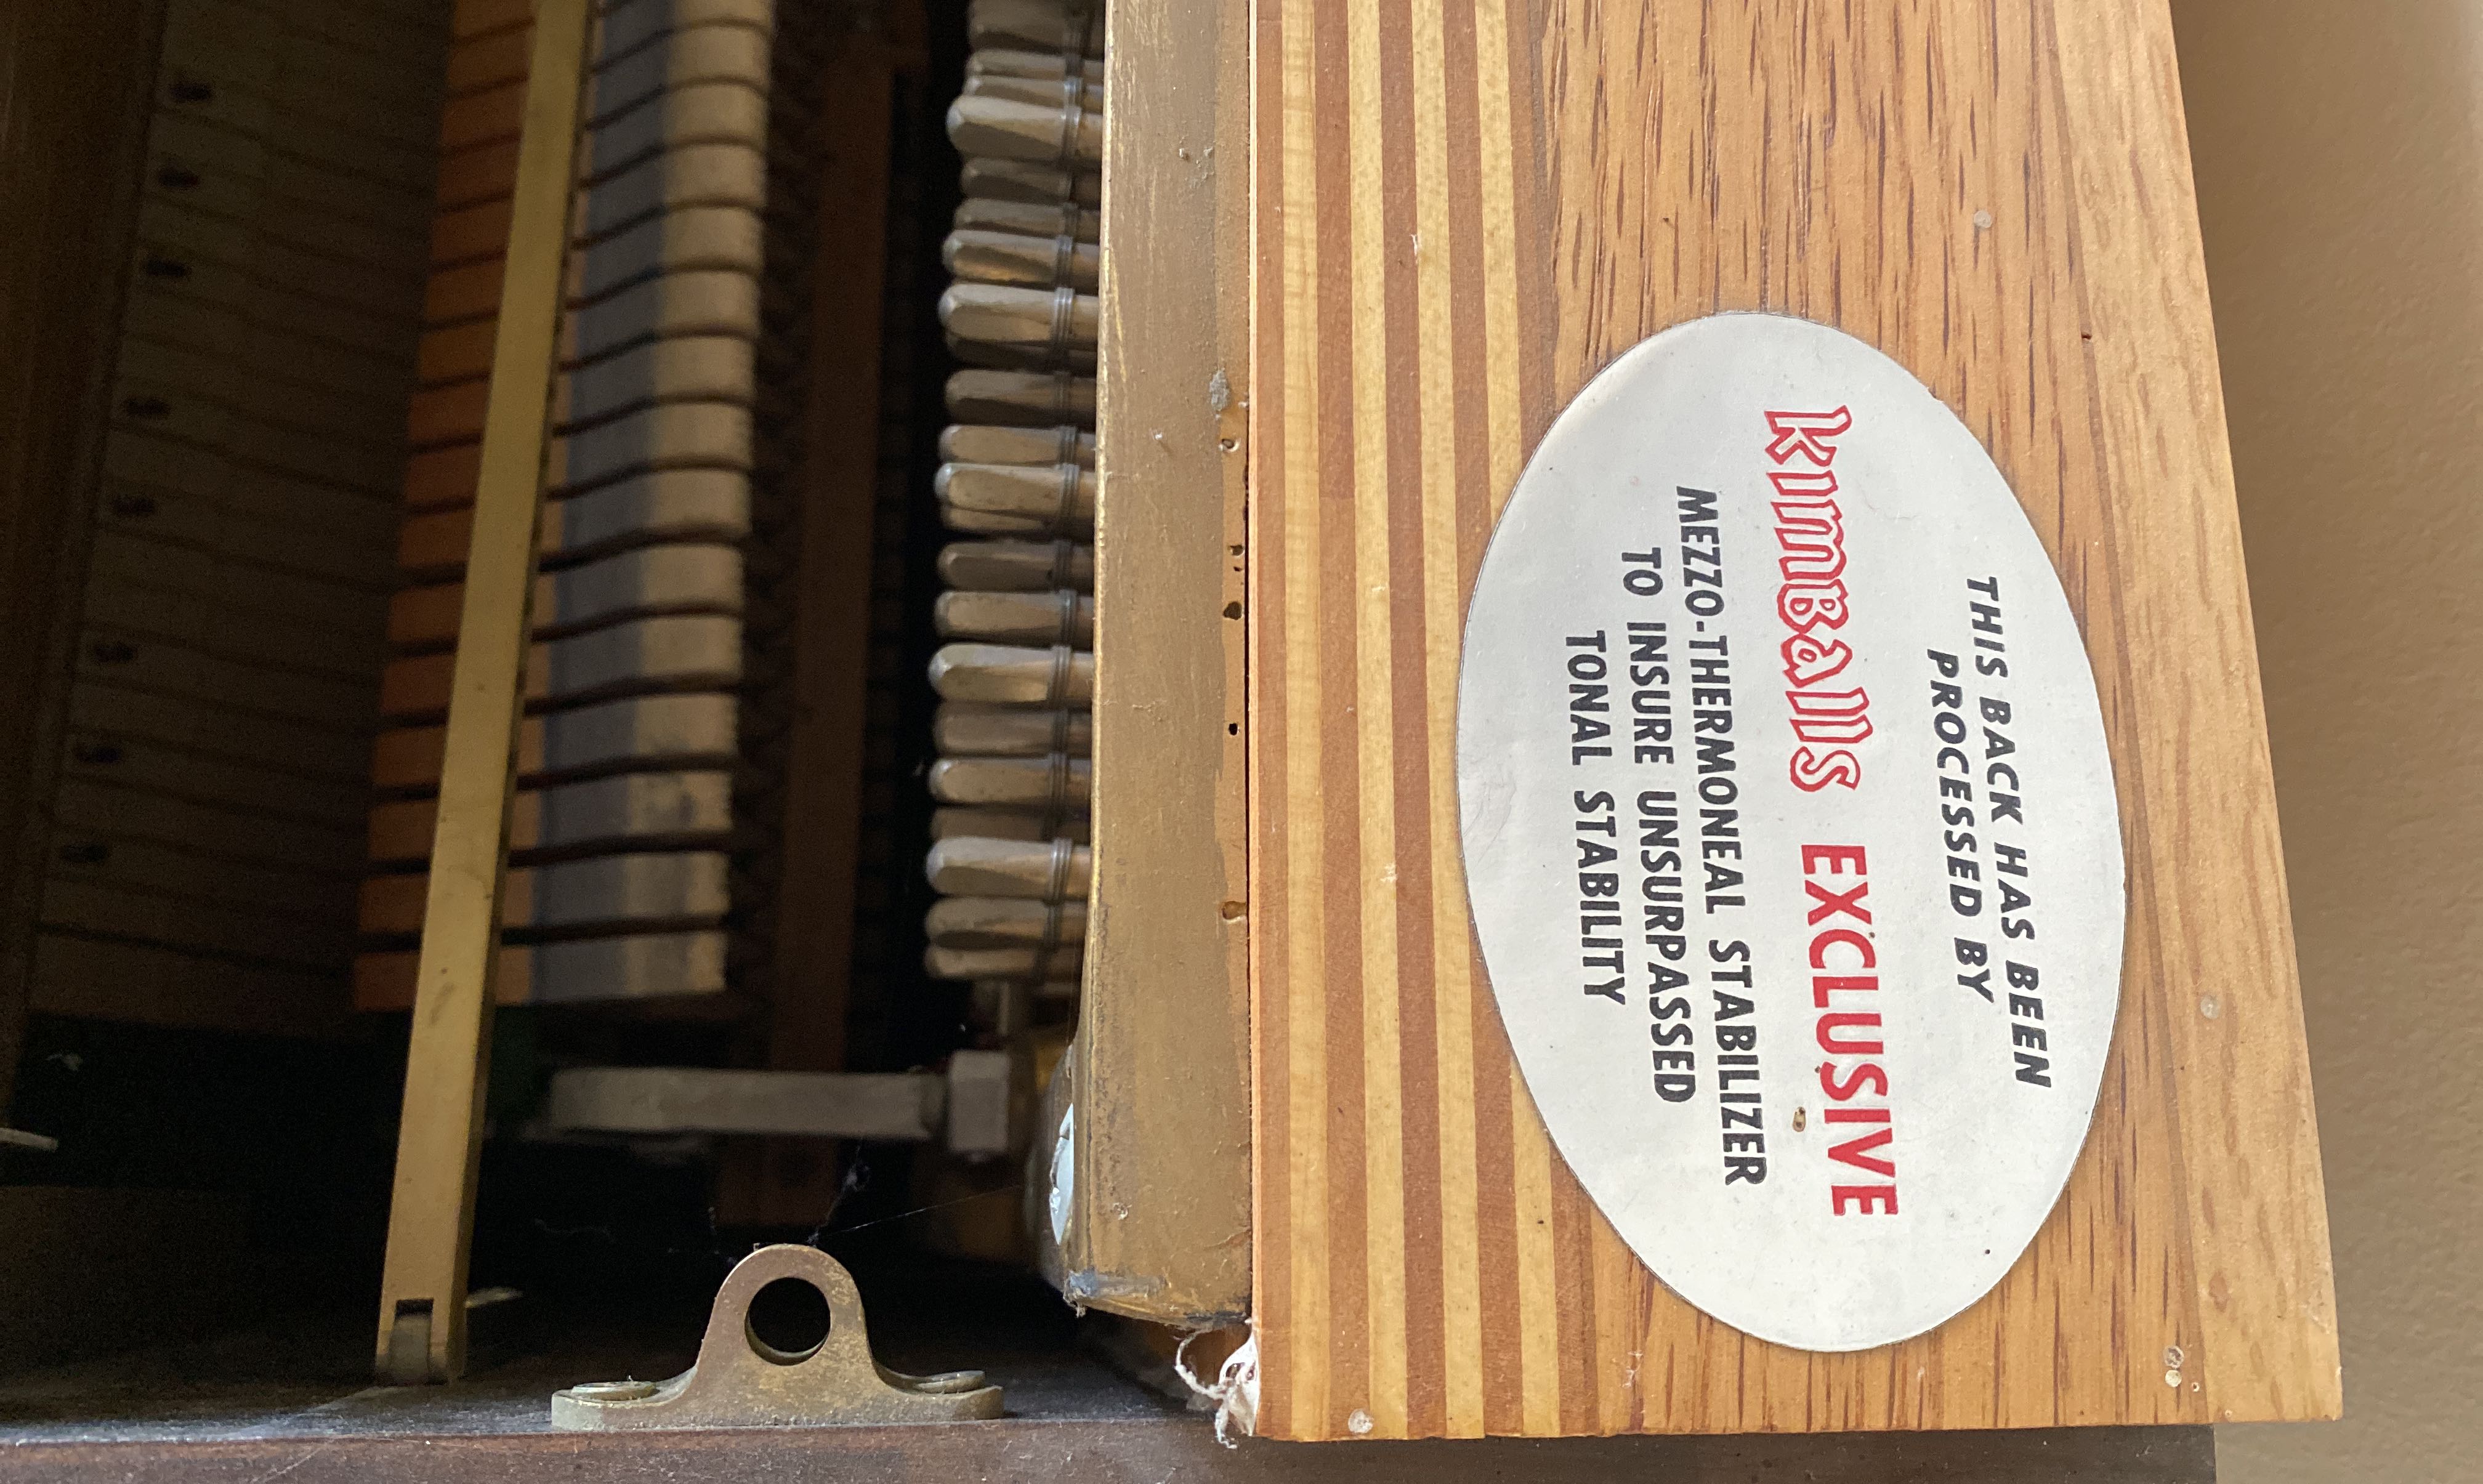 THIS BACK HAS BEEN
PROCESSED BY
kimballs EXCLUSIVE
MEZZO-THERMONEAL STABILIZER
TO INSURE UNSURPASSED
TONAL STABILITY